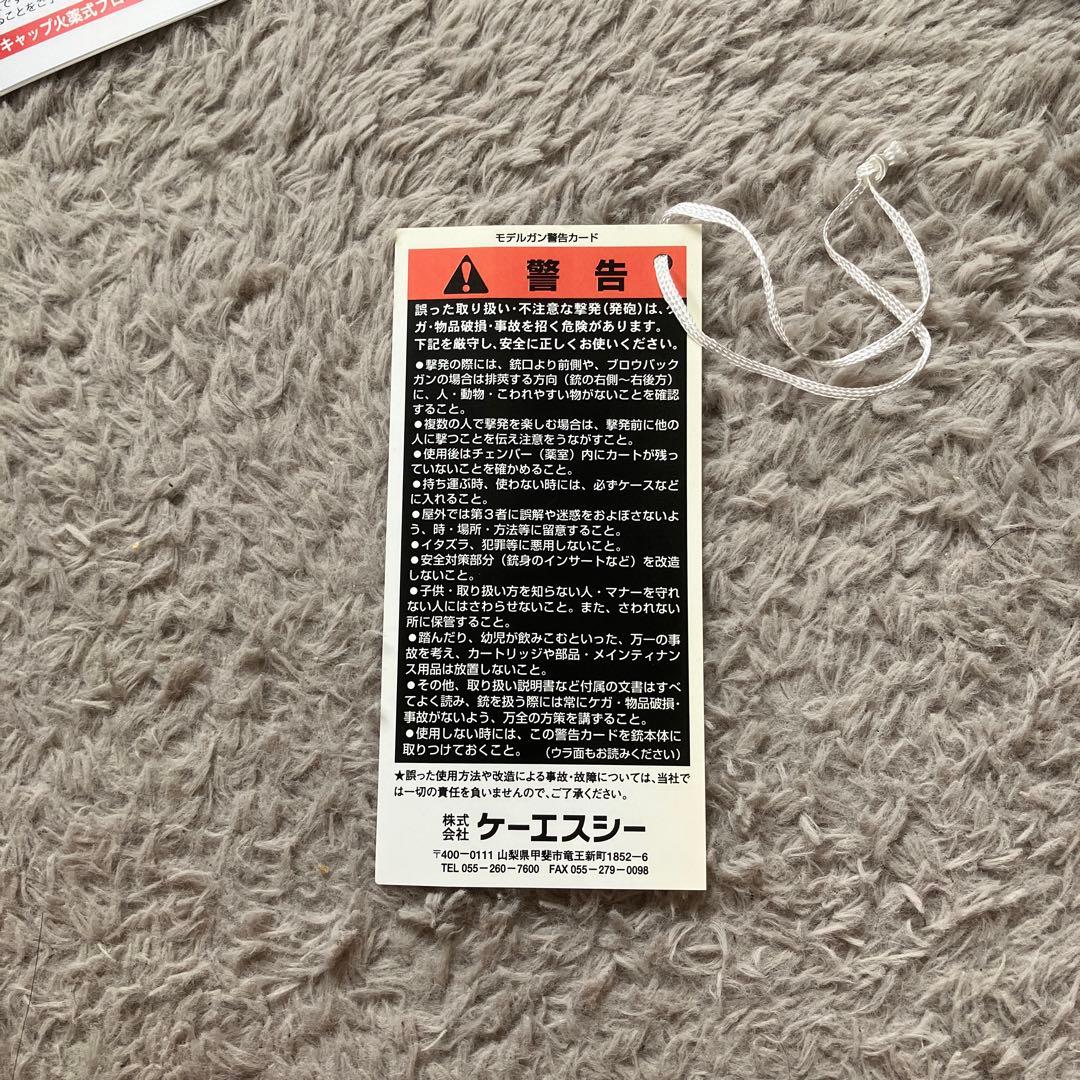 ることをご
キャップ火薬式ブロ
モデルガン警告カード
警告
誤った取り扱い・不注意な撃発(発砲)は、ケ
ガ・物品破損・事故を招く危険があります。
下記を厳守し、安全に正しくお使いください。
●撃発の際には、銃口より前側や、ブロウバック
ガンの場合は排莢する方向（銃の右側〜右後方）
に、人・動物・こわれやすい物がないことを確認
すること。
●複数の人で撃発を楽しむ場合は、撃発前に他の
人に撃つことを伝え注意をうながすこと。
●使用後はチェンバー（薬室）内にカートが残っ
ていないことを確かめること。
●持ち運ぶ時、使わない時には、必ずケースなど
に入れること。
●屋外では第３者に誤解や迷惑をおよぼさないよ
う、時・場所・方法等に留意すること。
●イタズラ、犯罪等に悪用しないこと。
●安全対策部分（銃身のインサートなど）を改造
しないこと。
●子供・取り扱い方を知らない人・マナーを守れ
ない人にはさわらせないこと。また、さわれない
所に保管すること。
●踏んだり、幼児が飲みこむといった、万一の事
故を考え、カートリッジや部品・メインティナン
ス用品は放置しないこと。
●その他、取り扱い説明書など付属の文書はすべ
てよく読み、銃を扱う際には常にケガ・物品破損・
事故がないよう、万全の方策を講ずること。
●使用しない時には、この警告カードを銃本体に
取りつけておくこと。（ウラ面もお読みください）
★誤った使用方法や改造による事故・故障については、当社で
は一切の責任を負いませんので、ご了承ください。
株式会社 ケーエスシー
〒400−0111 山梨県甲斐市竜王新町1852−6
TEL 055−260−7600 FAX 055−279−0098